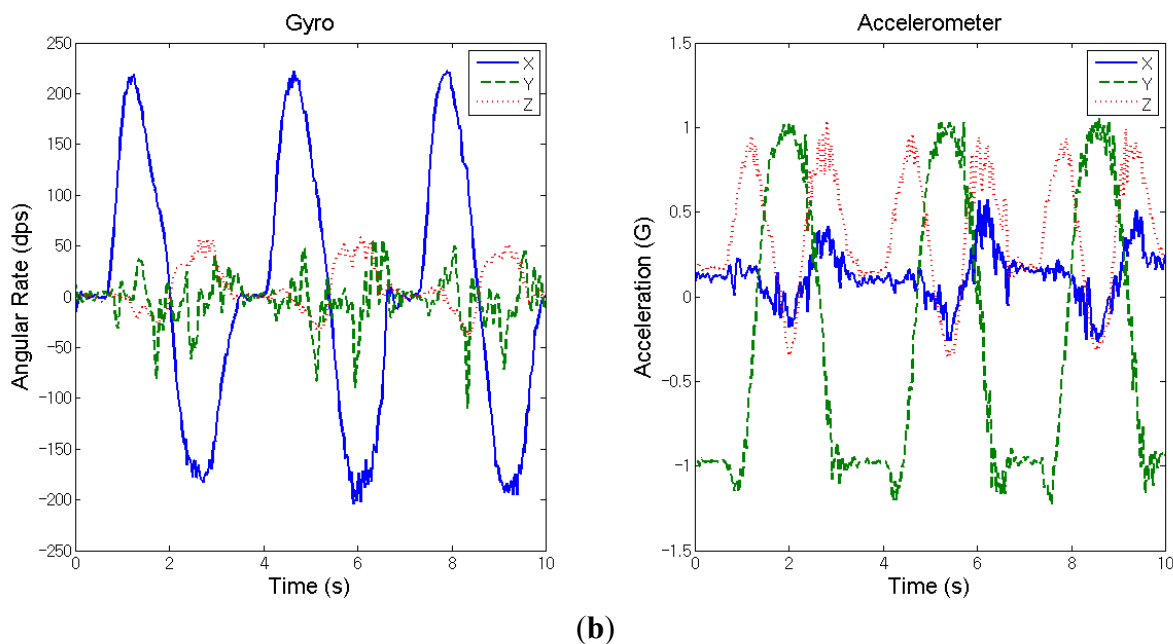 Gyro
250
200
150
100
50
0
−50
−100
−150
−200
−250
Angular Rate (dps)
0 2 4 6 8 10
Time (s)
X
Y
Z
Accelerometer
1.5
1
0.5
0
−0.5
−1
−1.5
Acceleration (G)
0 2 4 6 8 10
Time (s)
X
Y
Z
(b)